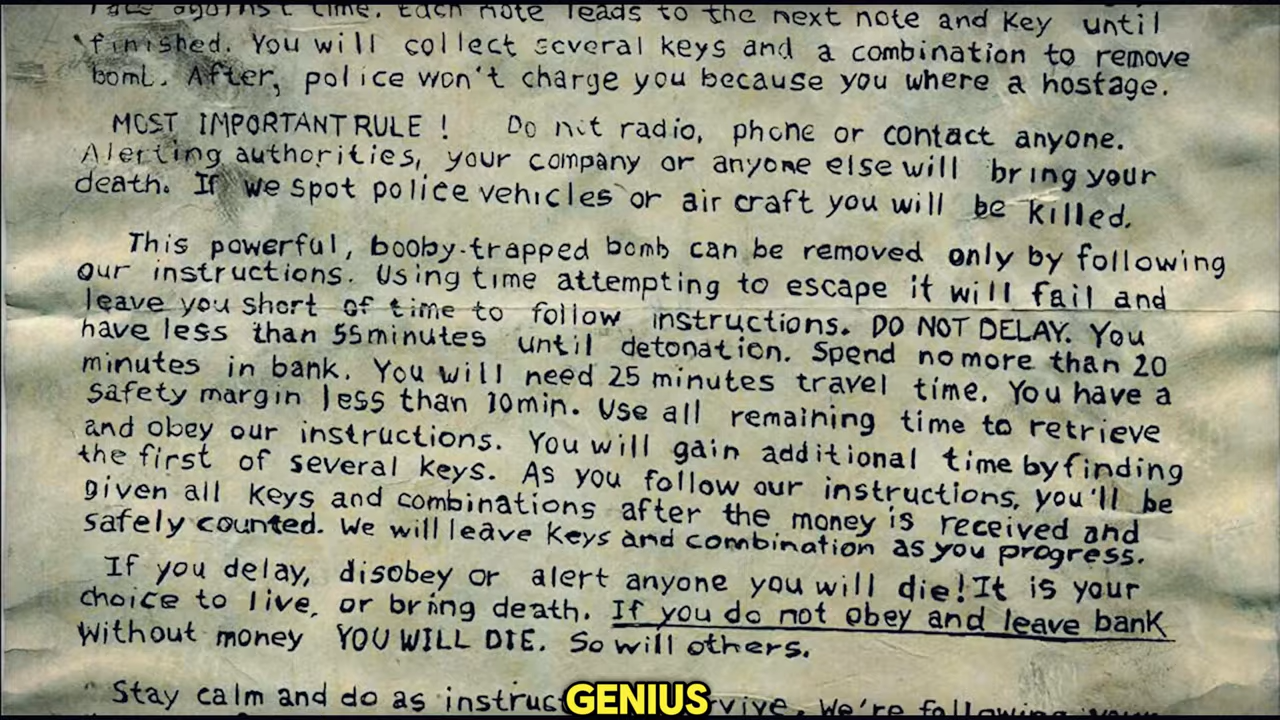 against time. Each note leads to the next note and key until
finished. You will collect several keys and a combination to remove
bomb. After, police won't charge you because you where a hostage.
MOST IMPORTANT RULE ! Do not radio, phone or contact anyone.
Alerting authorities, your company or anyone else will bring your
death. If we spot police vehicles or air craft you will be killed.
This powerful, booby-trapped bomb can be removed only by following
our instructions. Using time attempting to escape it will fail and
leave you short of time to follow instructions. DO NOT DELAY. You
have less than 55 minutes until detonation. Spend no more than 20
minutes in bank. You will need 25 minutes travel time. You have a
safety margin less than 10 min. Use all remaining time to retrieve
and obey our instructions. You will gain additional time by finding
the first of several keys. As you follow our instructions, you'll be
given all keys and combinations after the money is received and
safely counted. We will leave keys and combination as you progress.
If you delay, disobey or alert anyone you will die! It is your
choice to live, or bring death. If you do not obey and leave bank
without money YOU WILL DIE. So will others.
Stay calm and do as We're following
GENIUS